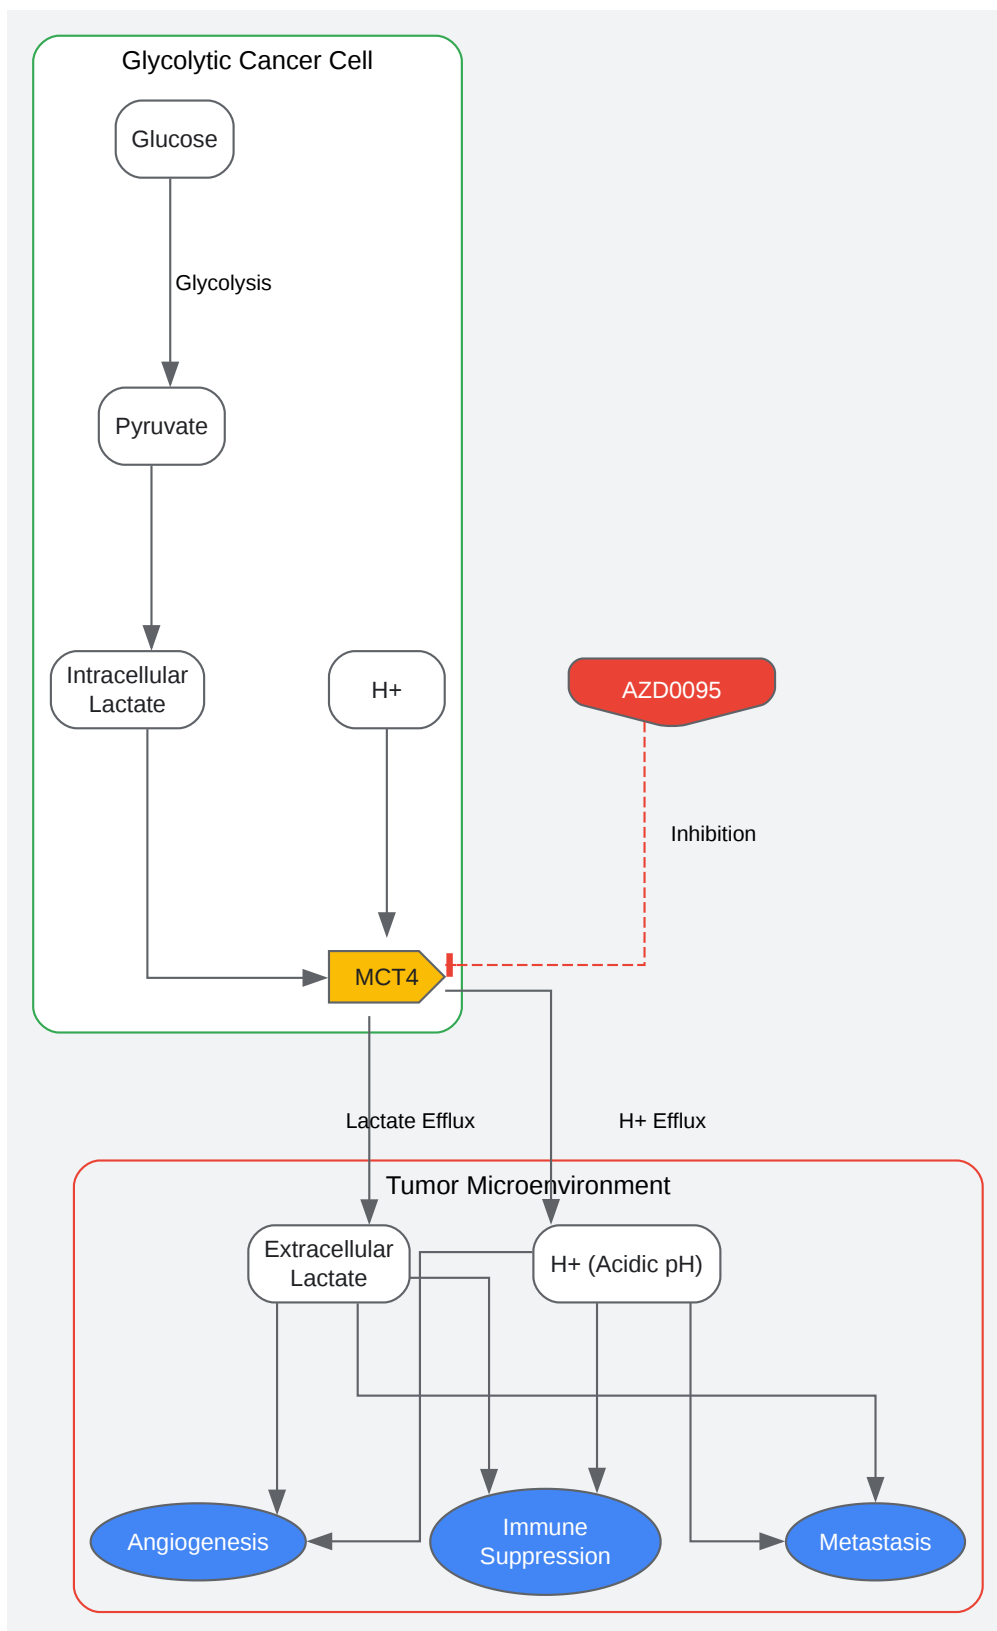 Glycolytic Cancer Cell
Glucose
Glycolysis
Pyruvate
Intracellular
Lactate
H+
AZD0095
Inhibition
MCT4
Lactate Efflux
H+ Efflux
Tumor Microenvironment
Extracellular
Lactate
H+ (Acidic pH)
Angiogenesis
Immune
Suppression
Metastasis